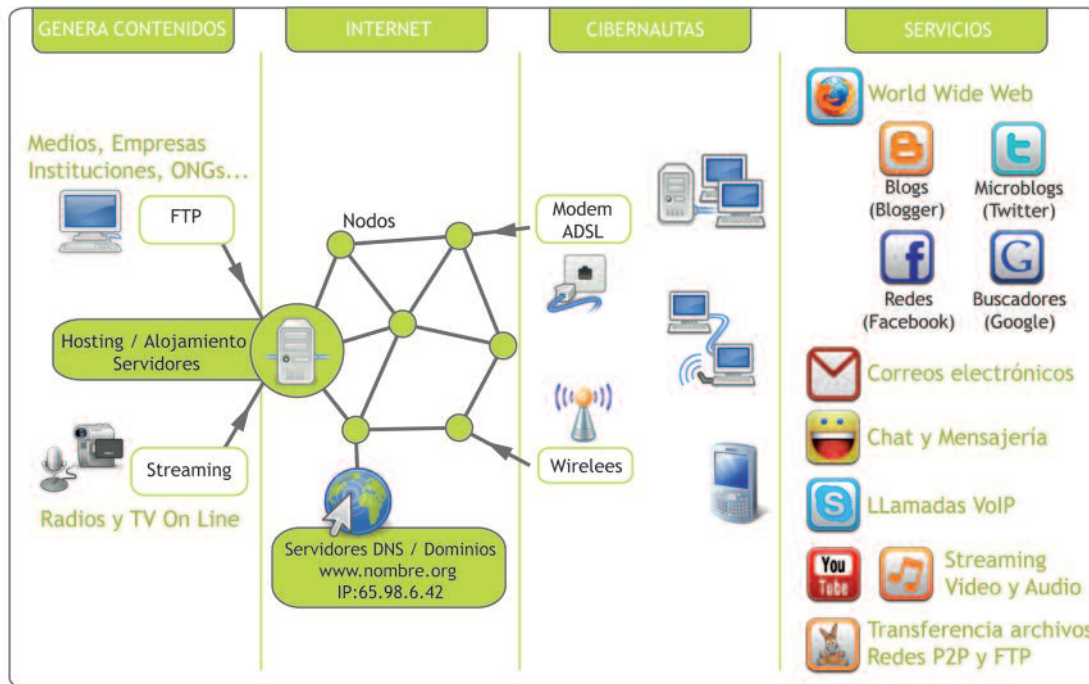 GENERA CONTENIDOS
INTERNET
CIBERNAUTAS
SERVICIOS
Medios, Empresas
Instituciones, ONGs...
FTP
Hosting / Alojamiento
Servidores
Streaming
Radios y TV On Line
Nodos
Servidores DNS / Dominios
www.nombre.org
IP:65.98.6.42
Modem
ADSL
Wirelees
World Wide Web
Blogs
(Blogger)
Microblogs
(Twitter)
Redes
(Facebook)
G
Buscadores
(Google)
Correos electrónicos
Chat y Mensajería
LLamadas VoIP
You
Tube
Streaming
Video y Audio
Transferencia archivos
Redes P2P y FTP